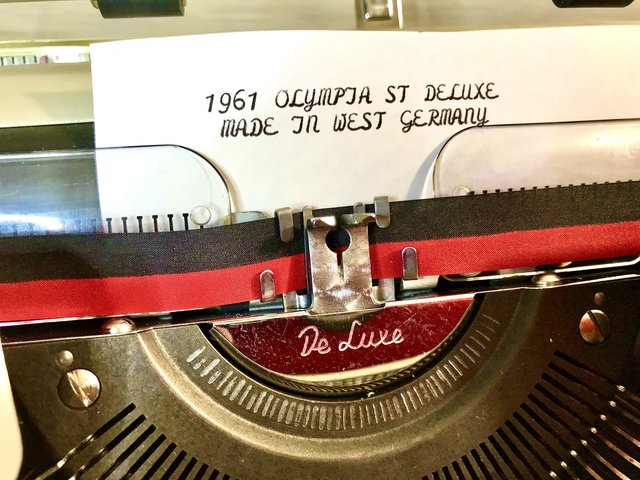 1961 OLYMPIA ST DELUXE
MADE IN WEST GERMANY
De Luxe